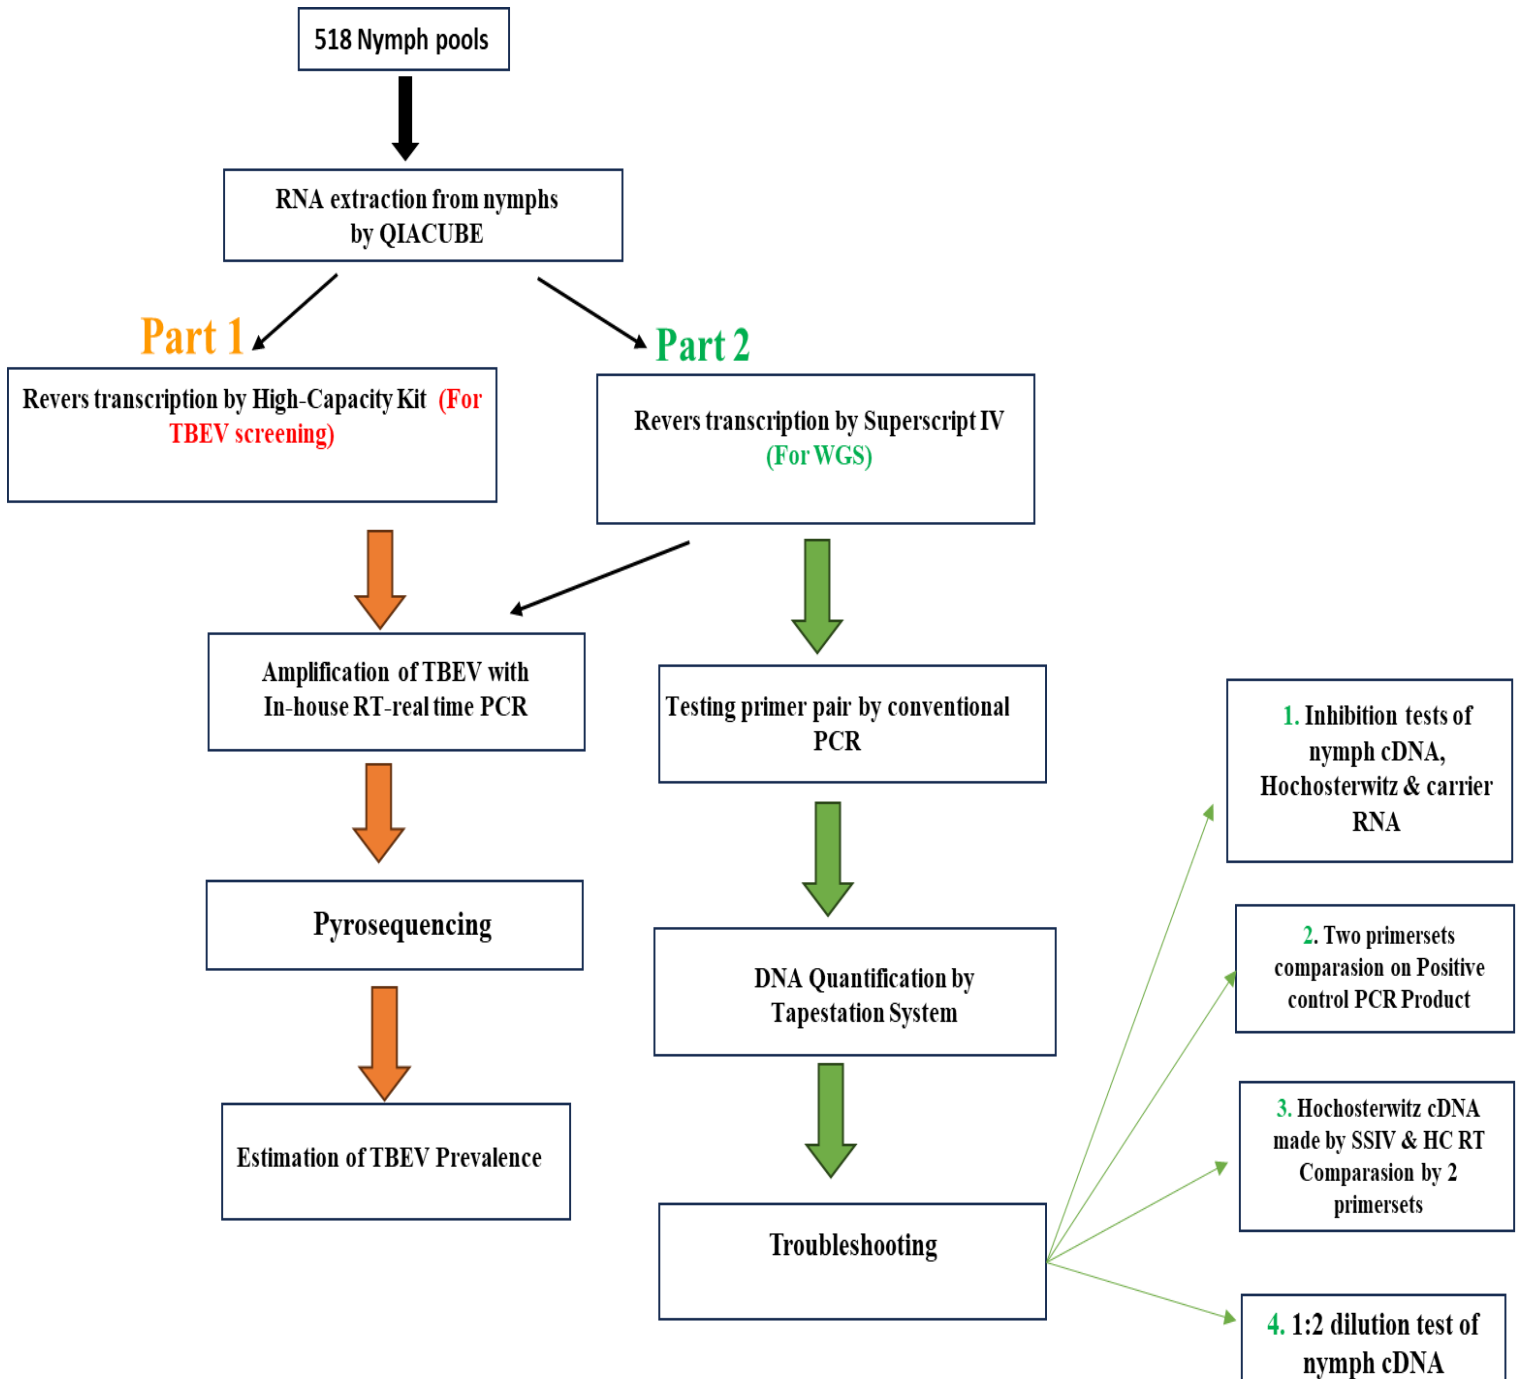 518 Nymph pools
RNA extraction from nymphs
by QIACUBE
Part 1
Part 2
Revers transcription by High-Capacity Kit (For
TBEV screening)
Revers transcription by Superscript IV
(For WGS)
Amplification of TBEV with
In-house RT-real time PCR
Testing primer pair by conventional
PCR
Pyrosequencing
DNA Quantification by
Tapestation System
Estimation of TBEV Prevalence
Troubleshooting
1. Inhibition tests of
nymph cDNA,
Hochosterwitz & carrier
RNA
2. Two primersets
comparasion on Positive
control PCR Product
3. Hochosterwitz cDNA
made by SSIV & HC RT
Comparasion by 2
primersets
4. 1:2 dilution test of
nymph cDNA